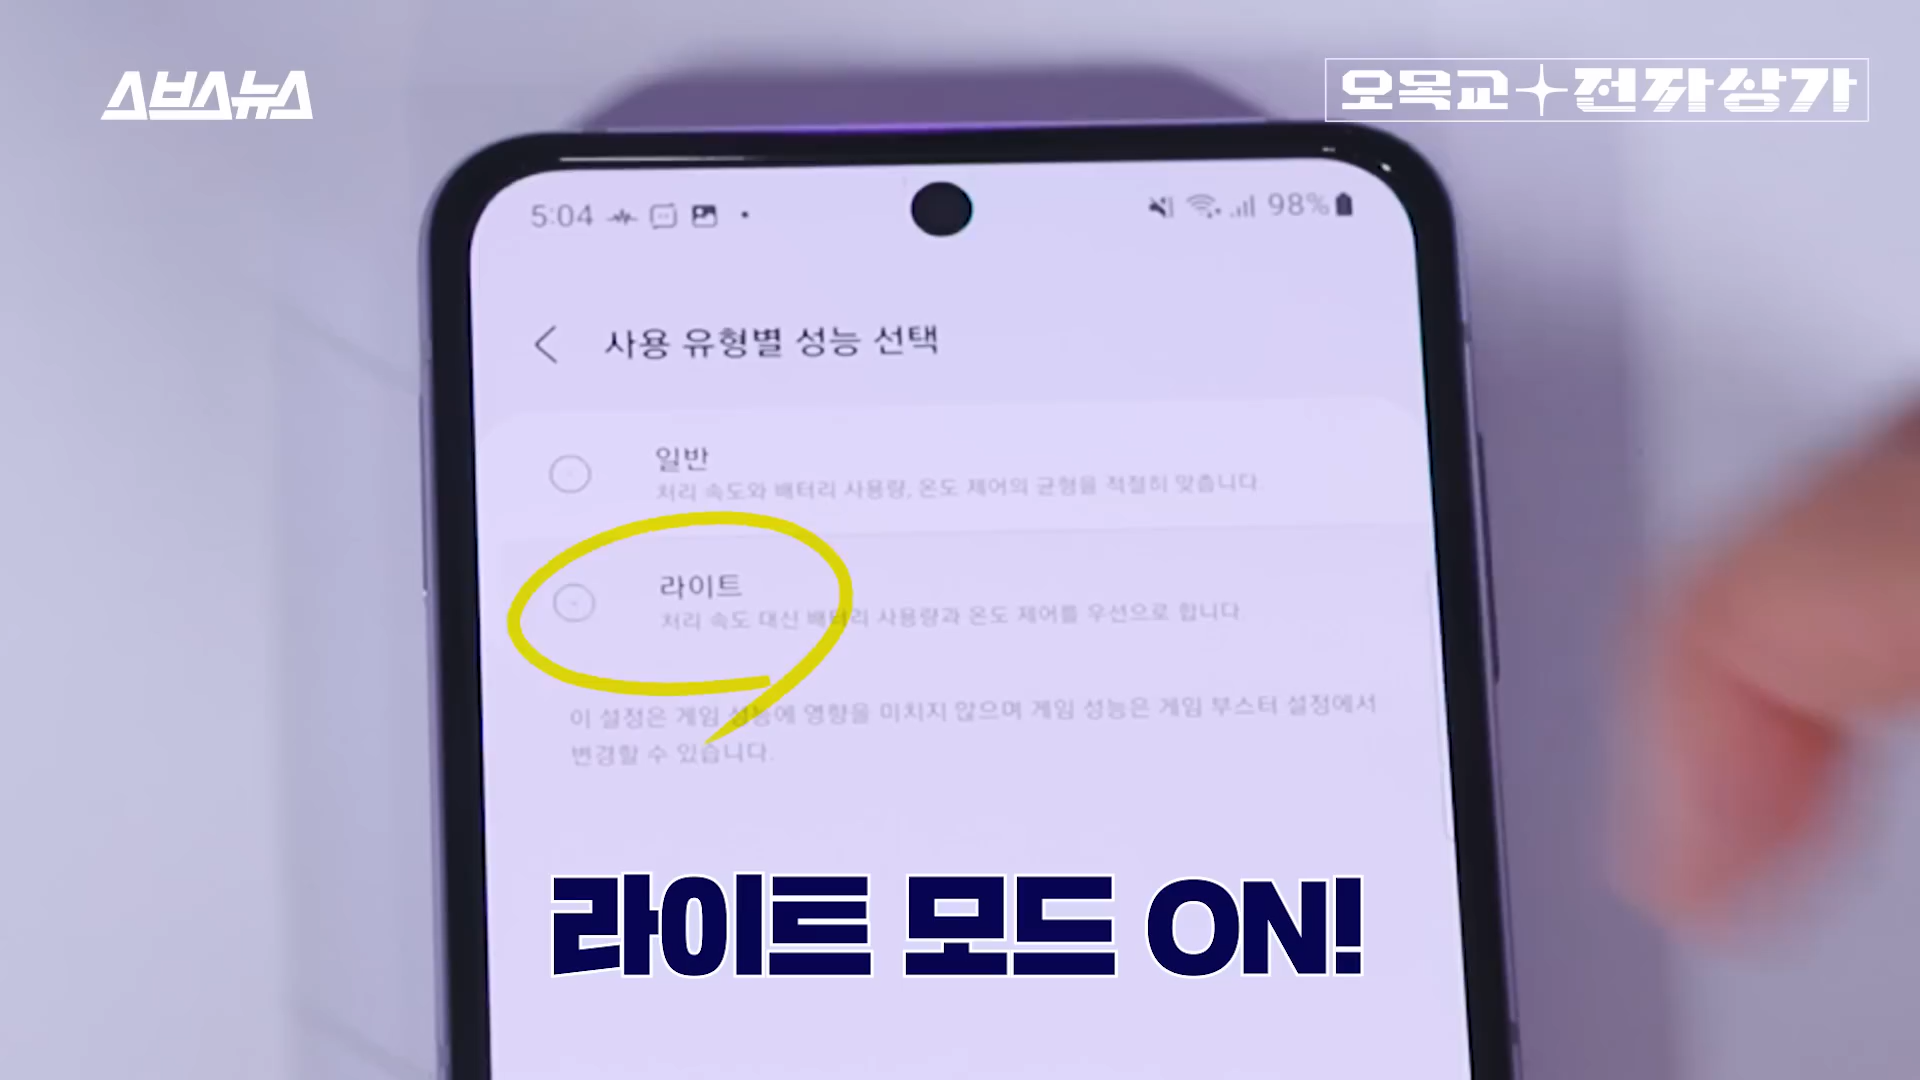 스브스뉴스
오목교 전자상가
5:04
98%
사용 유형별 성능 선택
일반
처리 속도와 배터리 사용량, 온도 제어의 균형을 적절히 맞춥니다.
라이트
처리 속도 대신 배터리 사용량과 온도 제어를 우선으로 합니다.
이 설정은 게임 성능에 영향을 미치지 않으며 게임 성능은 게임 부스터 설정에서
변경할 수 있습니다.
라이트 모드 ON!